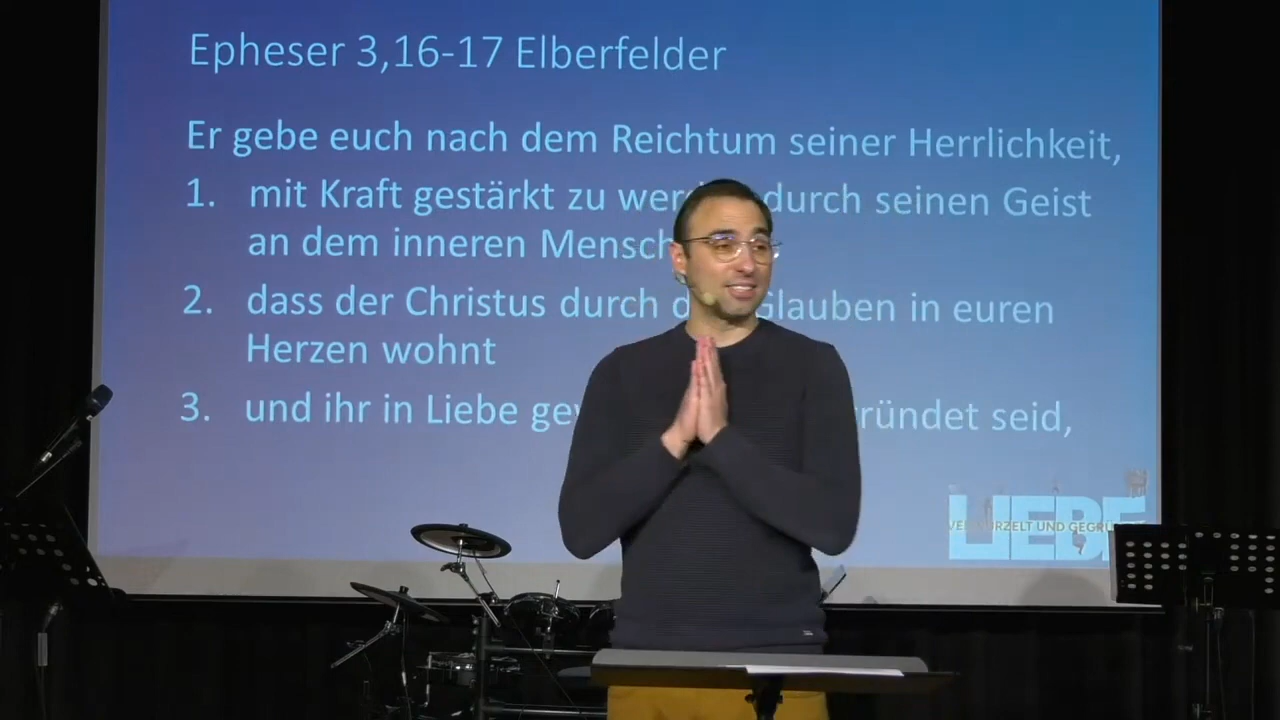 Epheser 3,16-17 Elberfelder
Er gebe euch nach dem Reichtum seiner Herrlichkeit,
1. mit Kraft gestärkt zu durch seinen Geist
an dem inneren
2. dass der Christus durch Glauben in euren
Herzen wohnt
3. und ihr in Liebe seid,
LIEBE
UND